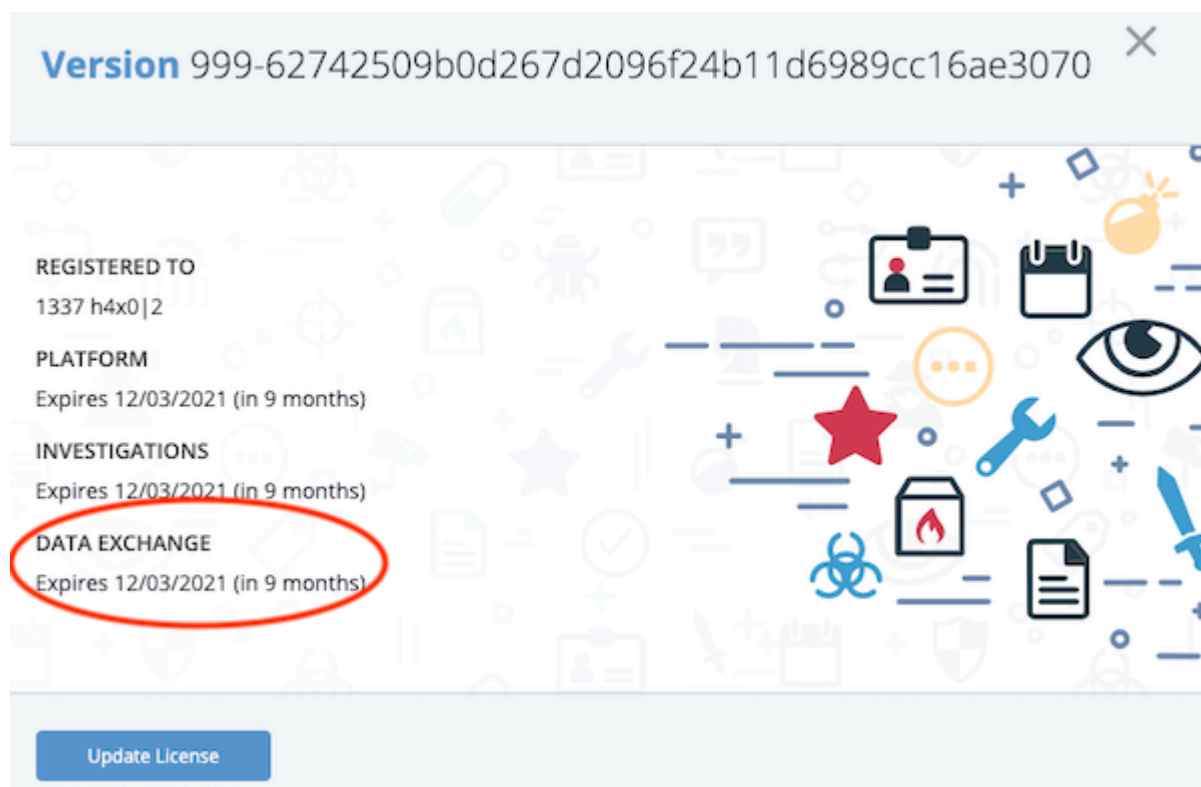 Version 999-62742509b0d267d2096f24b11d6989cc16ae3070
REGISTERED TO
1337 h4x0|2
PLATFORM
Expires 12/03/2021 (in 9 months)
INVESTIGATIONS
Expires 12/03/2021 (in 9 months)
DATA EXCHANGE
Expires 12/03/2021 (in 9 months)
Update License